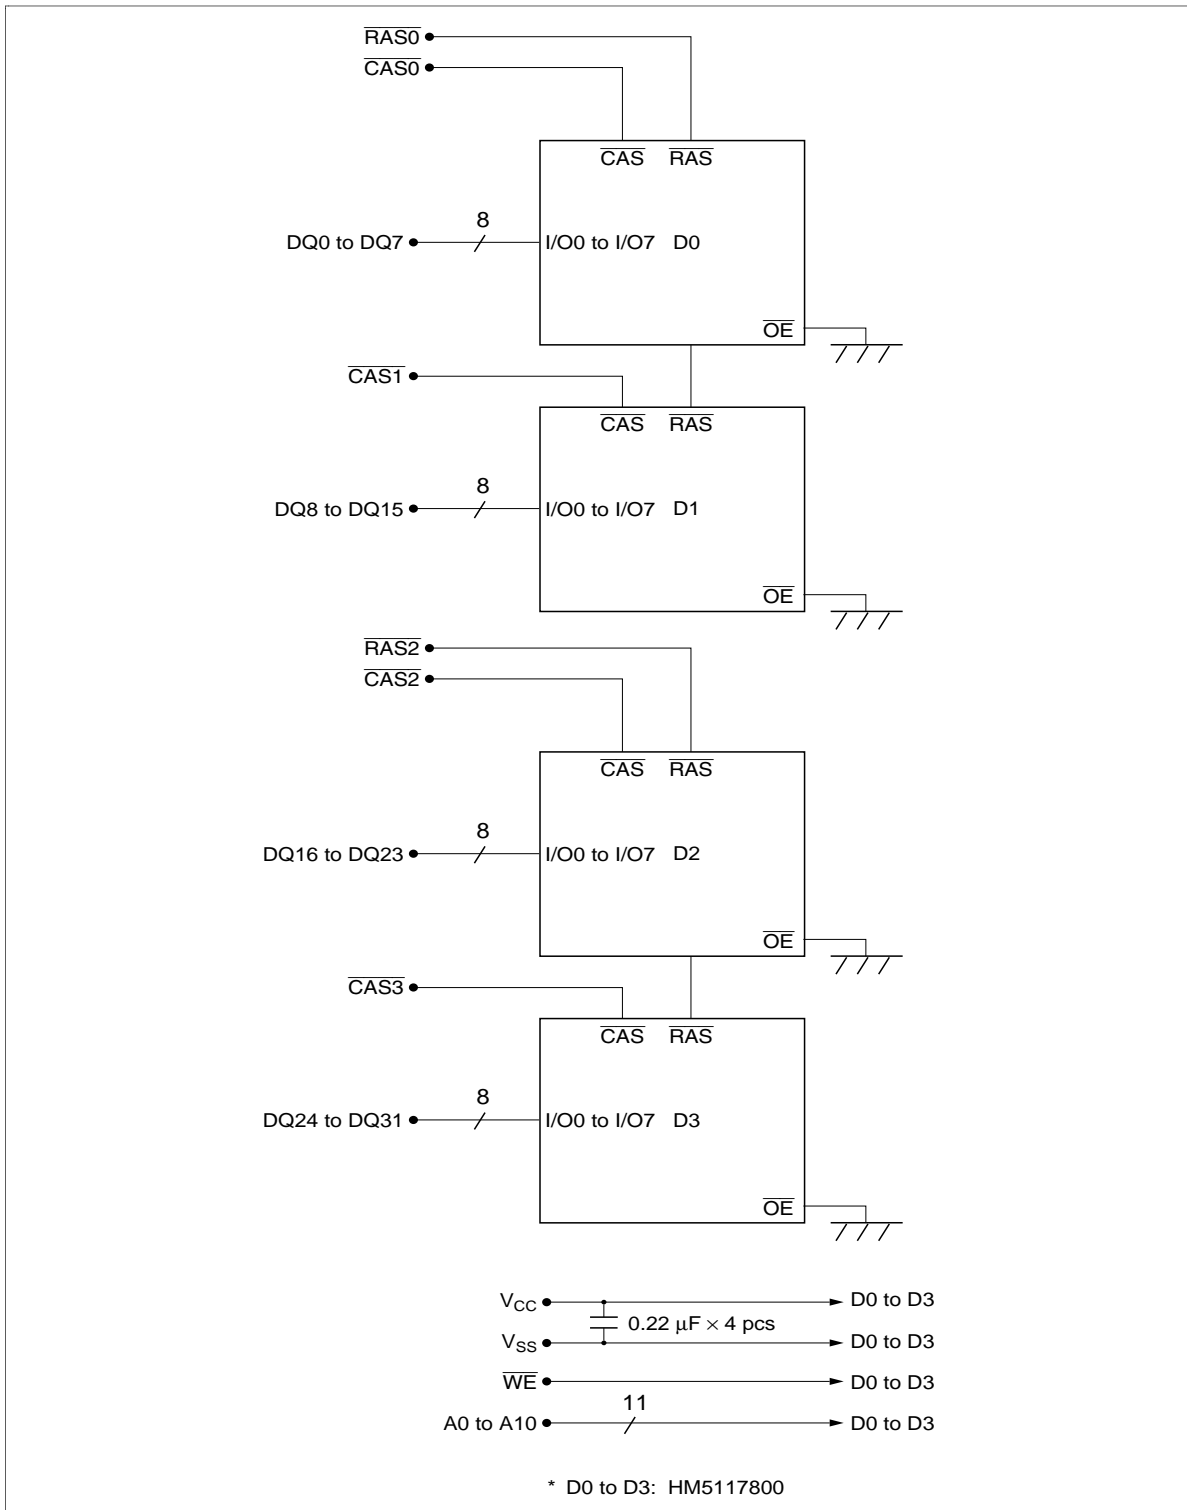 RAS0
CAS0
CAS RAS
8
DQ0 to DQ7 I/O0 to I/O7 D0
OE
CAS1
CAS RAS
8
DQ8 to DQ15 I/O0 to I/O7 D1
OE
RAS2
CAS2
CAS RAS
8
DQ16 to DQ23 I/O0 to I/O7 D2
OE
CAS3
CAS RAS
8
DQ24 to DQ31 I/O0 to I/O7 D3
OE
VCC D0 to D3
0.22 μF × 4 pcs
VSS D0 to D3
WE D0 to D3
11
A0 to A10 D0 to D3
* D0 to D3: HM5117800